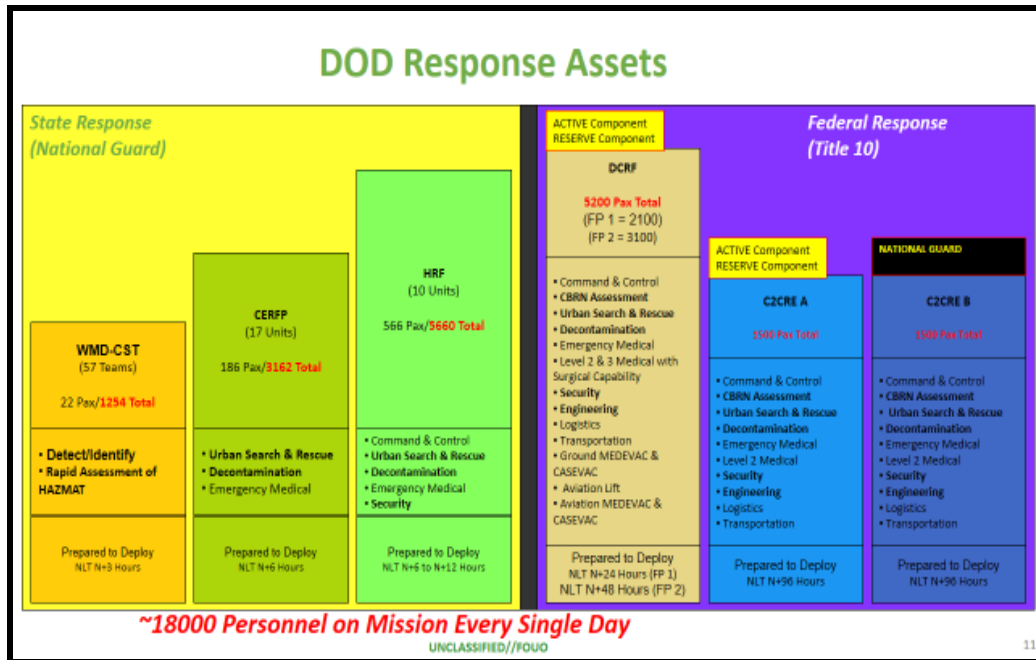 DOD Response Assets
State Response
(National Guard)
WMD-CST
(57 Teams)
22 Pax/1254 Total
• Detect/Identify
• Rapid Assessment of
HAZMAT
Prepared to Deploy
NLT N+3 Hours
CERFP
(17 Units)
186 Pax/3162 Total
• Urban Search & Rescue
• Decontamination
• Emergency Medical
Prepared to Deploy
NLT N+6 Hours
HRF
(10 Units)
566 Pax/5660 Total
• Command & Control
• Urban Search & Rescue
• Decontamination
• Emergency Medical
• Security
Prepared to Deploy
NLT N+6 to N+12 Hours
Federal Response
(Title 10)
ACTIVE Component
RESERVE Component
DCRF
5200 Pax Total
(FP 1 = 2100)
(FP 2 = 3100)
• Command & Control
• CBRN Assessment
• Urban Search & Rescue
• Decontamination
• Emergency Medical
• Level 2 & 3 Medical with
Surgical Capability
• Security
• Engineering
• Logistics
• Transportation
• Ground MEDEVAC &
CASEVAC
• Aviation Lift
• Aviation MEDEVAC &
CASEVAC
Prepared to Deploy
NLT N+24 Hours (FP 1)
NLT N+48 Hours (FP 2)
ACTIVE Component
RESERVE Component
C2CRE A
1500 Pax Total
• Command & Control
• CBRN Assessment
• Urban Search & Rescue
• Decontamination
• Emergency Medical
• Level 2 Medical
• Security
• Engineering
• Logistics
• Transportation
Prepared to Deploy
NLT N+96 Hours
NATIONAL GUARD
C2CRE B
1500 Pax Total
• Command & Control
• CBRN Assessment
• Urban Search & Rescue
• Decontamination
• Emergency Medical
• Level 2 Medical
• Security
• Engineering
• Logistics
• Transportation
Prepared to Deploy
NLT N+96 Hours
~18000 Personnel on Mission Every Single Day
UNCLASSIFIED//FOUO
11